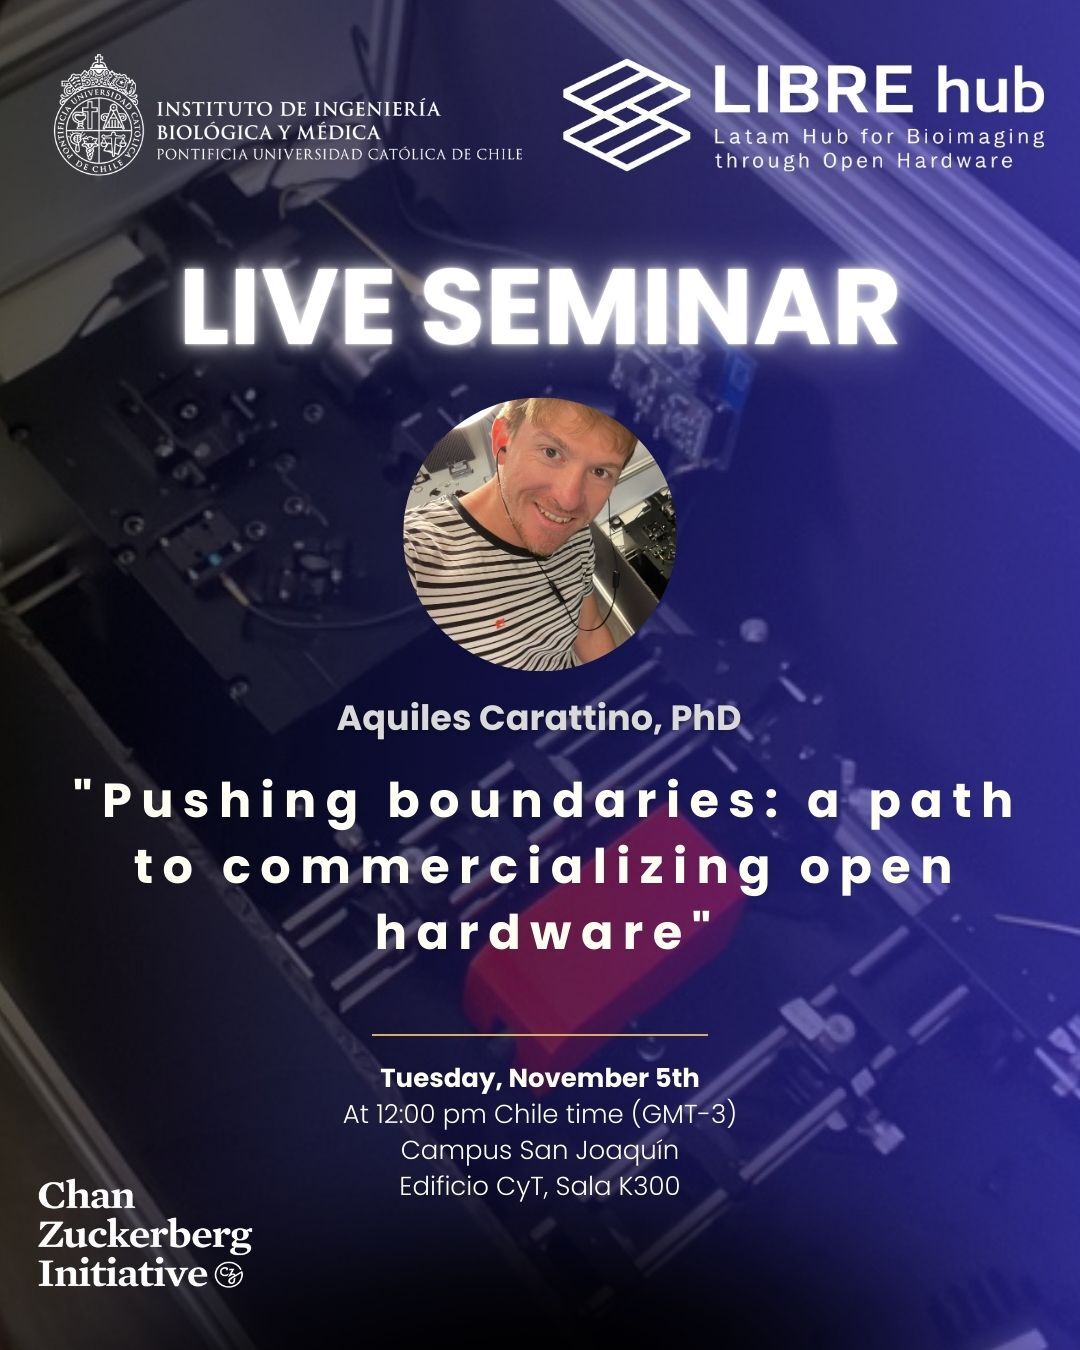 INSTITUTO DE INGENIERÍA
BIOLÓGICA Y MÉDICA
PONTIFICIA UNIVERSIDAD CATÓLICA DE CHILE
PONTIFICIA UNIVERSIDAD CATOLICA DE CHILE
LIBRE hub
Latam Hub for Bioimaging
through Open Hardware
LIVE SEMINAR
Aquiles Carattino, PhD
"Pushing boundaries: a path
to commercializing open
hardware"
Tuesday, November 5th
At 12:00 pm Chile time (GMT-3)
Campus San Joaquín
Edificio CyT, Sala K300
Chan
Zuckerberg
Initiative
CZI